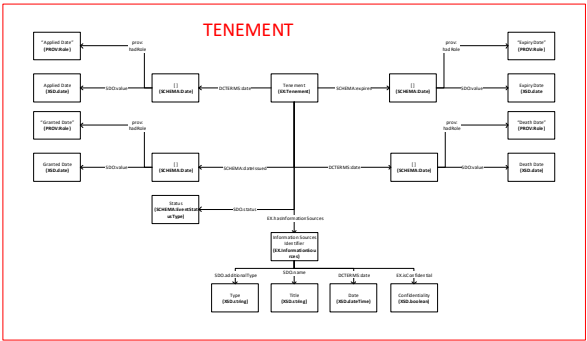 TENEMENT
"Applied Date"
(PROV:Role)
prov:
hadRole
prov:
hadRole
"Expiry Date"
(PROV:Role)
Applied Date
(XSD:date)
SDO:value
[ ]
(SCHEMA:Date)
DCTERMS:date
Tenement
(EX:Tenement)
SCHEMA:expires
[ ]
(SCHEMA:Date)
SDO:value
Expiry Date
(XSD:date
"Granted Date"
(PROV:Role)
prov:
hadRole
prov:
hadRole
"Death Date"
(PROV:Role)
Granted Date
(XSD:date)
SDO:value
[ ]
(SCHEMA:Date)
SCHEMA:dateIssued
DCTERMS:date
[ ]
(SCHEMA:Date)
SDO:value
Death Date
(XSD:date)
Status
(SCHEMA:EventStat
usType)
SDO:status
EX:hasInformationSources
Information Sources
Identifier
(EX:InformationSou
rces)
SDO:additionalType
SDO:name
DCTERMS:date
EX:isConfidental
Type
(XSD:string)
Title
(XSD:string)
Date
(XSD:dateTime)
Confidentiality
(XSD:boolean)